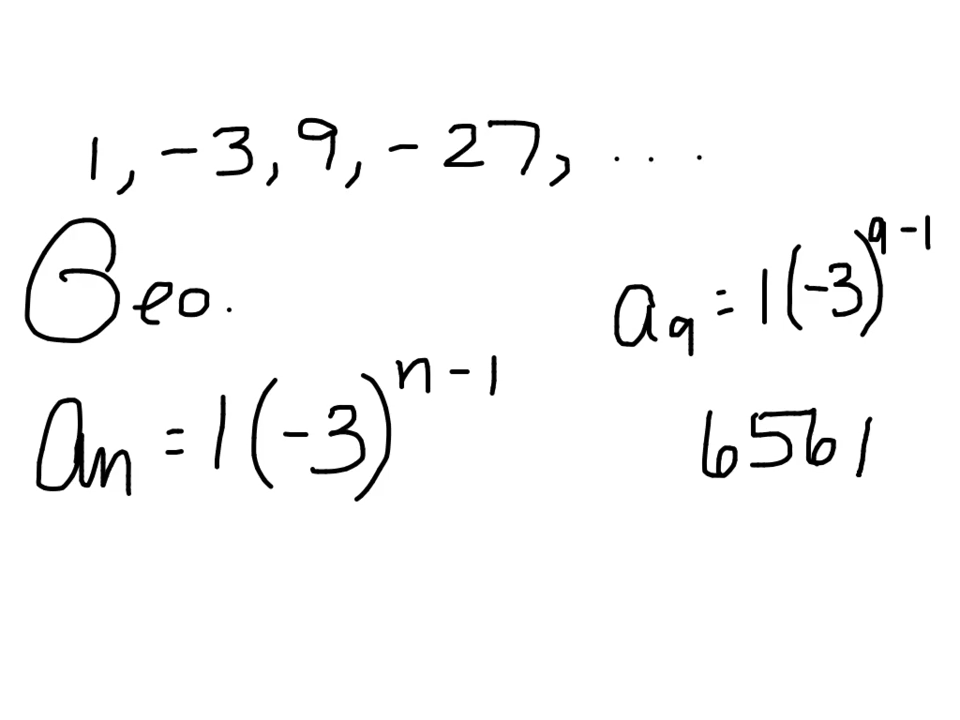 1, -3, 9, -27, . . .
Geo.
aₙ = 1(-3)ⁿ⁻¹
a₉ = 1(-3)⁹⁻¹
6561